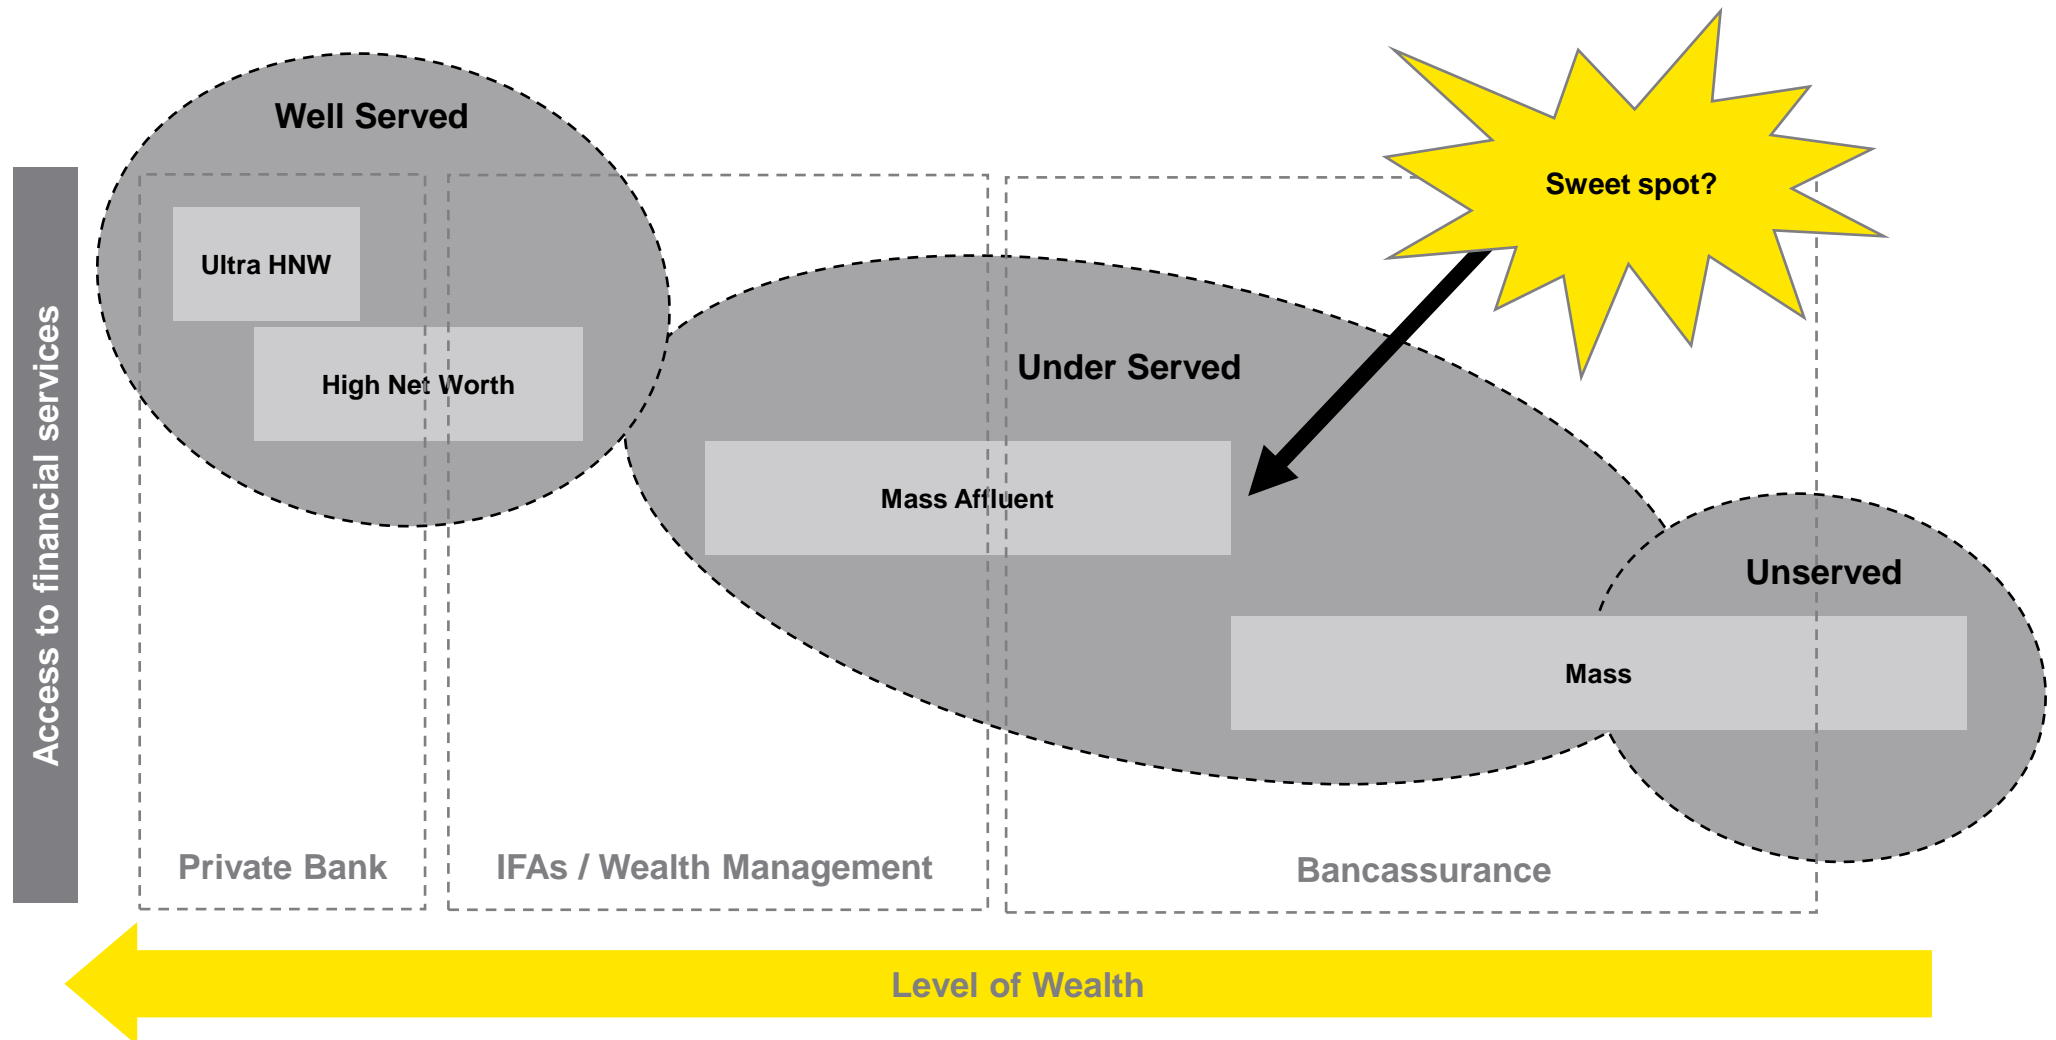 Well Served
Sweet spot?
Ultra HNW
High Net Worth
Under Served
Mass Affluent
Unserved
Mass
Access to financial services
Private Bank
IFAs / Wealth Management
Bancassurance
Level of Wealth